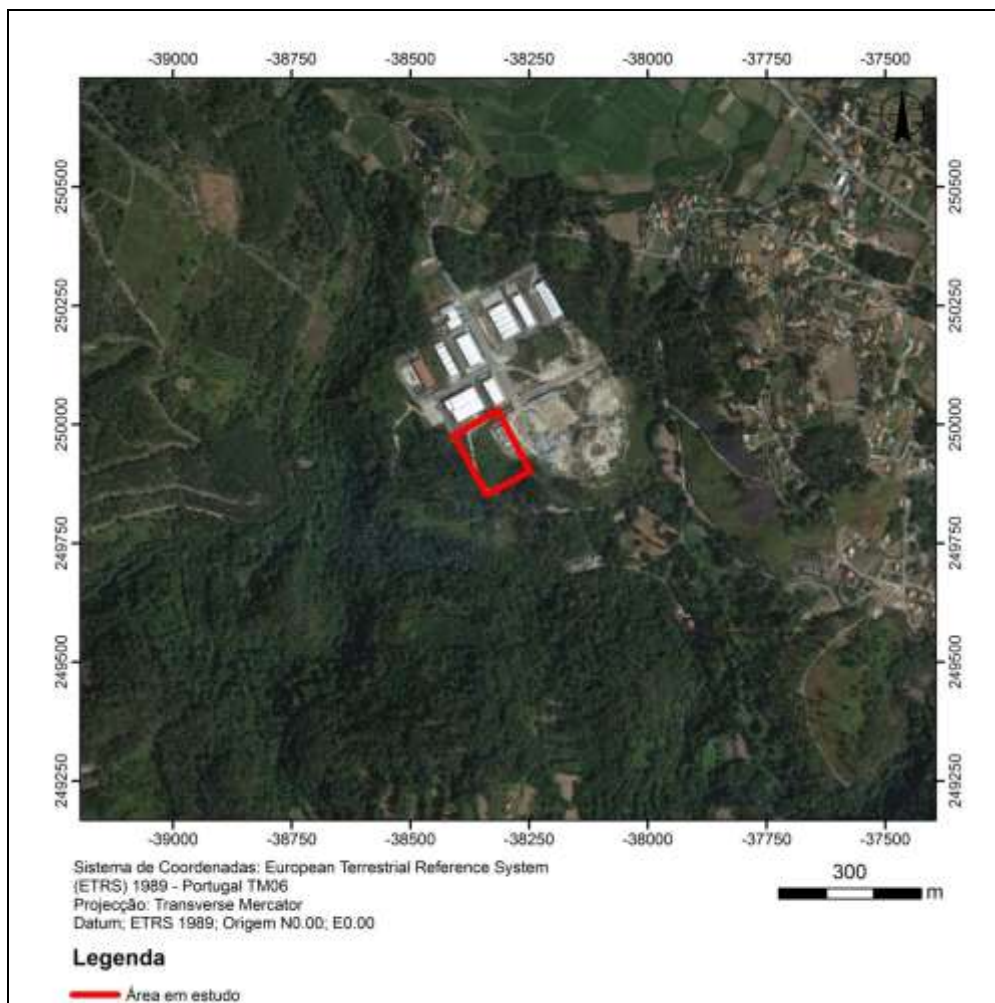 -39000 -38750 -38500 -38250 -38000 -37750 -37500
250500 250500
250250 250250
250000 250000
249750 249750
249500 249500
249250 249250
-39000 -38750 -38500 -38250 -38000 -37750 -37500
Sistema de Coordenadas: European Terrestrial Reference System
(ETRS) 1989 - Portugal TM06
Projecção: Transverse Mercator
Datum; ETRS 1989; Origem N0.00; E0.00
300
m
Legenda
Área em estudo